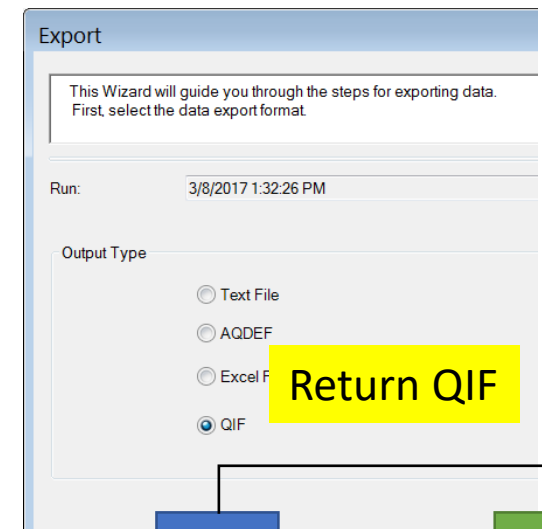 Export
This Wizard will guide you through the steps for exporting data.
First, select the data export format.
Run: 3/8/2017 1:32:26 PM
Output Type
Text File
AQDEF
Excel
Return QIF
QIF